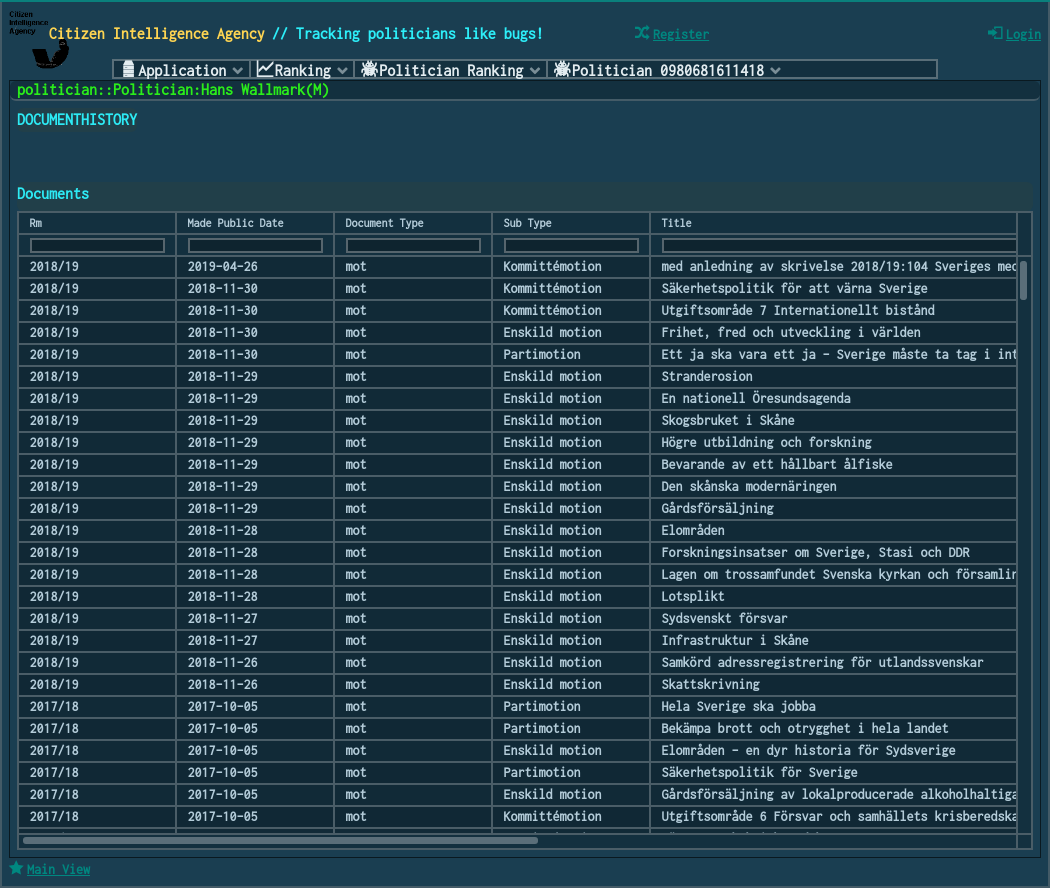 Citizen
Intelligence
Agency
Citizen Intelligence Agency // Tracking politicians like bugs!
Register
Login
Application Ranking Politician Ranking Politician 0980681611418
politician::Politician:Hans Wallmark(M)
DOCUMENTHISTORY
Documents
Rm Made Public Date Document Type Sub Type Title
2018/19 2019-04-26 mot Kommittémotion med anledning av skrivelse 2018/19:104 Sveriges med
2018/19 2018-11-30 mot Kommittémotion Säkerhetspolitik för att värna Sverige
2018/19 2018-11-30 mot Kommittémotion Utgiftsområde 7 Internationellt bistånd
2018/19 2018-11-30 mot Enskild motion Frihet, fred och utveckling i världen
2018/19 2018-11-30 mot Partimotion Ett ja ska vara ett ja – Sverige måste ta tag i int
2018/19 2018-11-29 mot Enskild motion Stranderosion
2018/19 2018-11-29 mot Enskild motion En nationell Öresundsagenda
2018/19 2018-11-29 mot Enskild motion Skogsbruket i Skåne
2018/19 2018-11-29 mot Enskild motion Högre utbildning och forskning
2018/19 2018-11-29 mot Enskild motion Bevarande av ett hållbart ålfiske
2018/19 2018-11-29 mot Enskild motion Den skånska modernäringen
2018/19 2018-11-29 mot Enskild motion Gårdsförsäljning
2018/19 2018-11-28 mot Enskild motion Elområden
2018/19 2018-11-28 mot Enskild motion Forskningsinsatser om Sverige, Stasi och DDR
2018/19 2018-11-28 mot Enskild motion Lagen om trossamfundet Svenska kyrkan och församlin
2018/19 2018-11-28 mot Enskild motion Lotsplikt
2018/19 2018-11-27 mot Enskild motion Sydsvenskt försvar
2018/19 2018-11-27 mot Enskild motion Infrastruktur i Skåne
2018/19 2018-11-26 mot Enskild motion Samkörd adressregistrering för utlandssvenskar
2018/19 2018-11-26 mot Enskild motion Skattskrivning
2017/18 2017-10-05 mot Partimotion Hela Sverige ska jobba
2017/18 2017-10-05 mot Partimotion Bekämpa brott och otrygghet i hela landet
2017/18 2017-10-05 mot Enskild motion Elområden – en dyr historia för Sydsverige
2017/18 2017-10-05 mot Partimotion Säkerhetspolitik för Sverige
2017/18 2017-10-05 mot Enskild motion Gårdsförsäljning av lokalproducerade alkoholhaltiga
2017/18 2017-10-05 mot Kommittémotion Utgiftsområde 6 Försvar och samhällets krisberedska
Main View